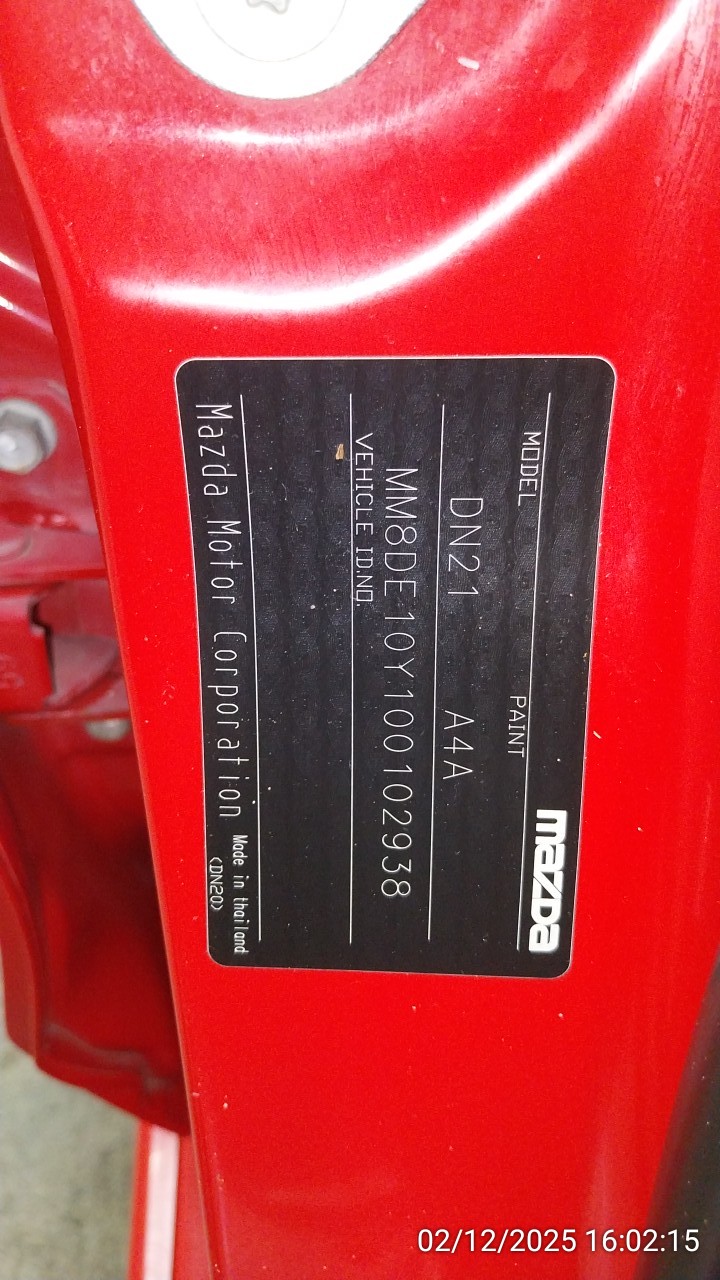 mazda
MODEL PAINT
DN21 A4A
MM8DE10Y100102938
VEHICLE ID.NO.
Mazda Motor Corporation Made in thailand
<DN20>
02/12/2025 16:02:15